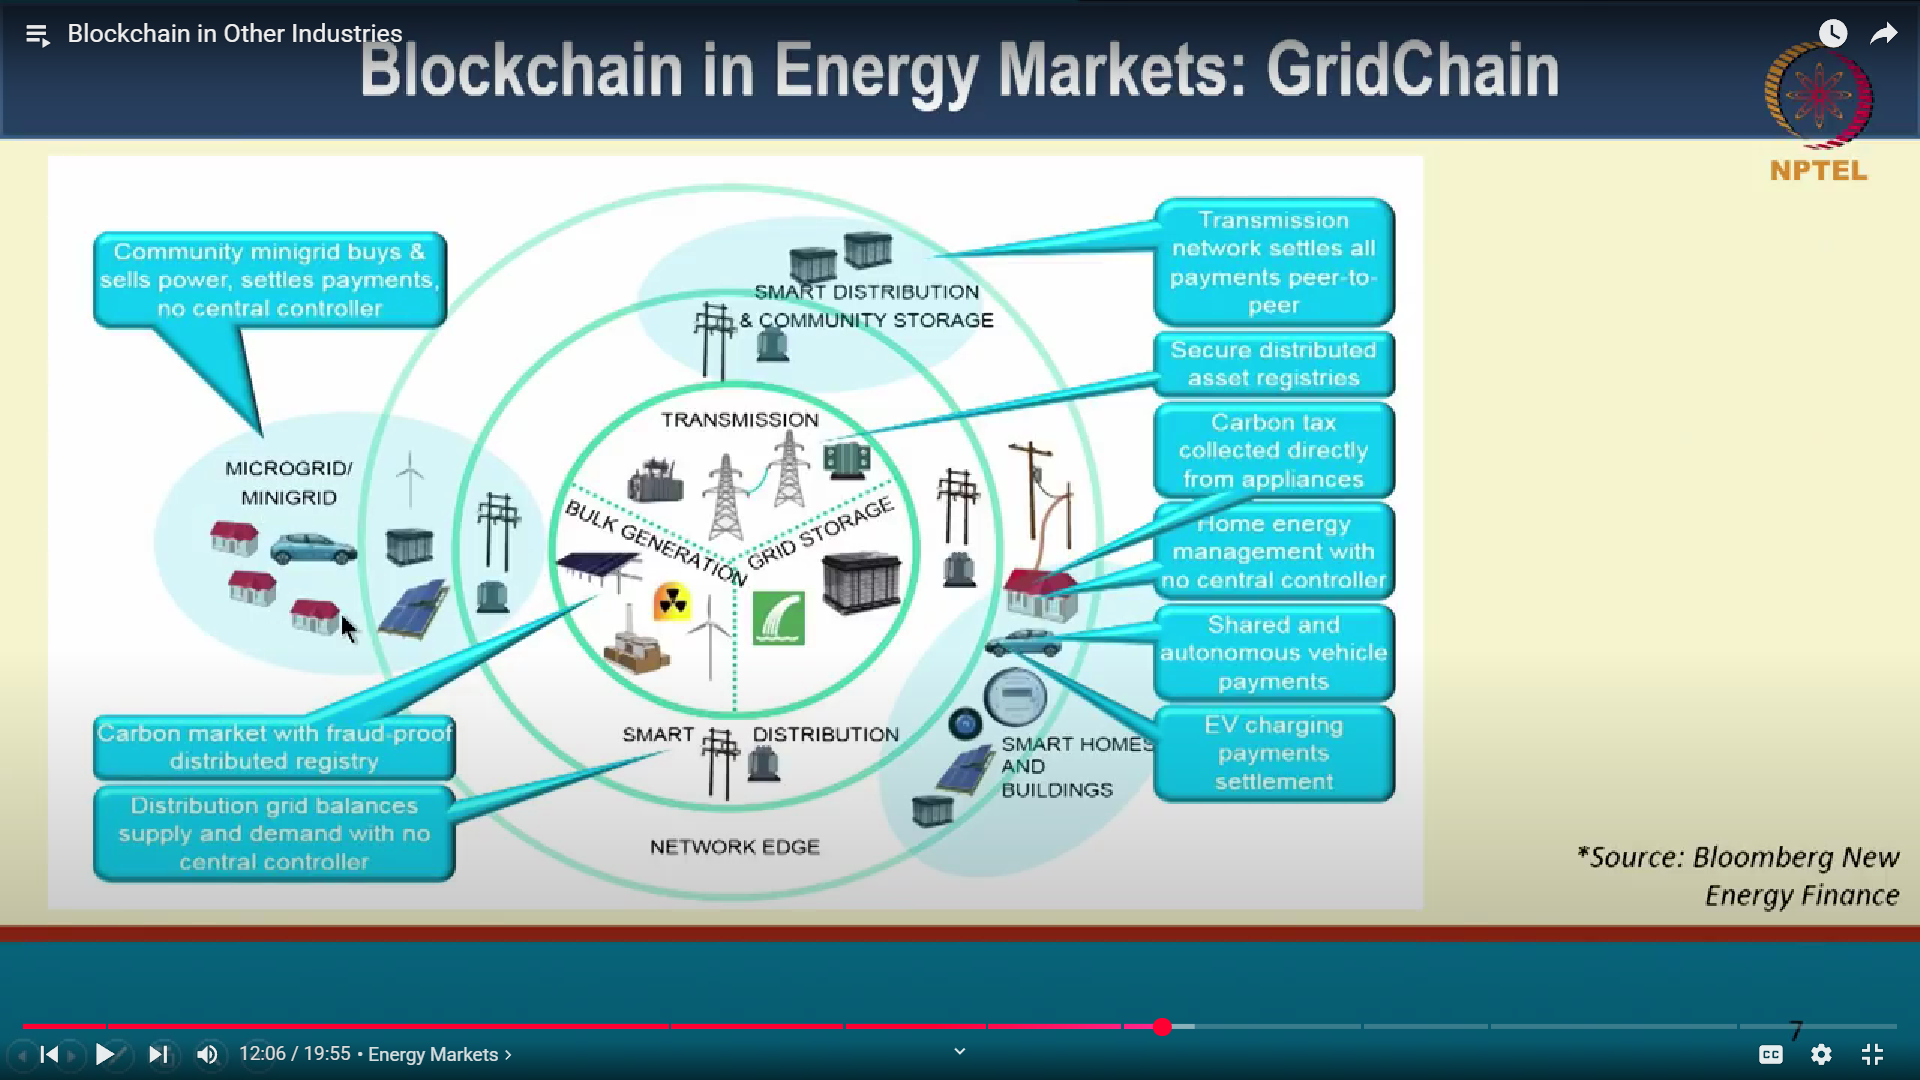 Blockchain in Other Industries
Blockchain in Energy Markets: GridChain
NPTEL
Community minigrid buys &
sells power, settles payments,
no central controller
SMART DISTRIBUTION
& COMMUNITY STORAGE
Transmission
network settles all
payments peer-to-
peer
Secure distributed
asset registries
Carbon tax
collected directly
from appliances
Home energy
management with
no central controller
Shared and
autonomous vehicle
payments
EV charging
payments
settlement
TRANSMISSION
MICROGRID/
MINIGRID
BULK GENERATION
GRID STORAGE
Carbon market with fraud-proof
distributed registry
Distribution grid balances
supply and demand with no
central controller
SMART DISTRIBUTION
SMART HOMES
AND
BUILDINGS
NETWORK EDGE
*Source: Bloomberg New
Energy Finance
7
12:06 / 19:55 • Energy Markets ›
CC